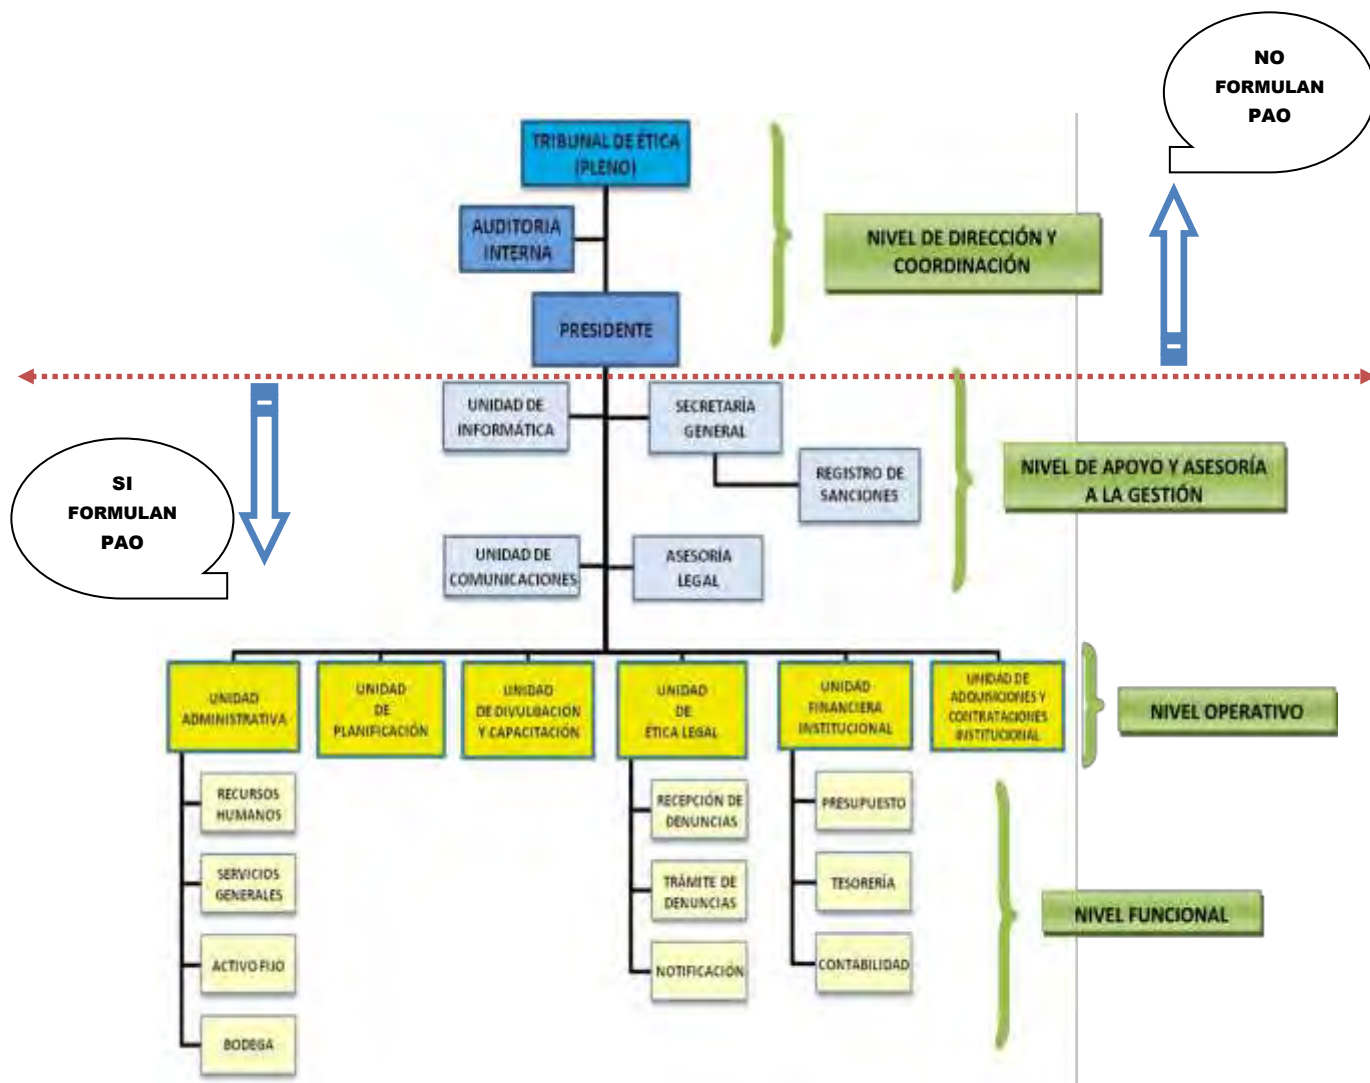 NO
FORMULAN
PAO
TRIBUNAL DE ÉTICA
(PLENO)
AUDITORIA
INTERNA
NIVEL DE DIRECCIÓN Y
COORDINACIÓN
PRESIDENTE
UNIDAD DE
INFORMÁTICA
SECRETARÍA
GENERAL
REGISTRO DE
SANCIONES
NIVEL DE APOYO Y ASESORÍA
A LA GESTIÓN
SI
FORMULAN
PAO
UNIDAD DE
COMUNICACIONES
ASESORÍA
LEGAL
UNIDAD
ADMINISTRATIVA
UNIDAD
DE
PLANIFICACIÓN
UNIDAD
DE DIVULGACION
Y CAPACITACIÓN
UNIDAD
DE
ÉTICA LEGAL
UNIDAD
FINANCIERA
INSTITUCIONAL
UNIDAD DE
ADQUISICIONES Y
CONTRATACIONES
INSTITUCIONAL
NIVEL OPERATIVO
RECURSOS
HUMANOS
SERVICIOS
GENERALES
ACTIVO FIJO
BODEGA
RECEPCIÓN DE
DENUNCIAS
TRÁMITE DE
DENUNCIAS
NOTIFICACIÓN
PRESUPUESTO
TESORERÍA
CONTABILIDAD
NIVEL FUNCIONAL